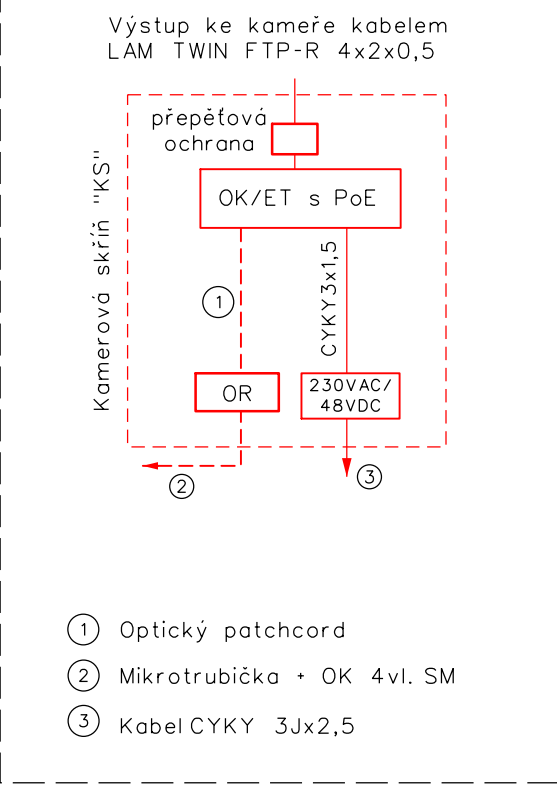 Výstup ke kameře kabelem
LAM TWIN FTP-R 4x2x0,5
přepěťová
ochrana
OK/ET s PoE
Kamerová skříň "KS"
CYKY3x1,5
1
OR
230VAC/
48VDC
2
3
1 Optický patchcord
2 Mikrotrubička + OK 4vl. SM
3 Kabel CYKY 3Jx2,5